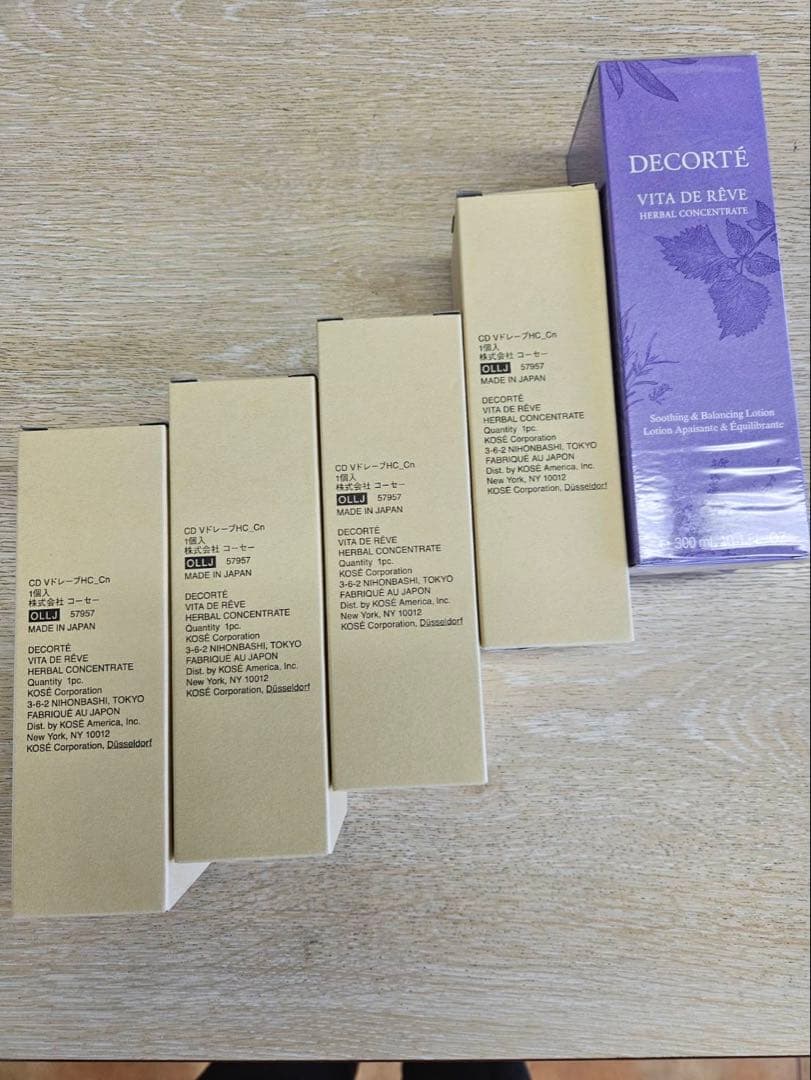 CD VドレープHC_Cn
1個入
株式会社 コーセー
OLLJ 57957
MADE IN JAPAN
DECORTÉ
VITA DE RÊVE
HERBAL CONCENTRATE
Quantity 1pc.
KOSÉ Corporation
3-6-2 NIHONBASHI, TOKYO
FABRIQUÉ AU JAPON
Dist. by KOSÉ America, Inc.
New York, NY 10012
KOSÉ Corporation, Düsseldorf
CD VドレープHC_Cn
1個入
株式会社 コーセー
OLLJ 57957
MADE IN JAPAN
DECORTÉ
VITA DE RÊVE
HERBAL CONCENTRATE
Quantity 1pc.
KOSÉ Corporation
3-6-2 NIHONBASHI, TOKYO
FABRIQUÉ AU JAPON
Dist. by KOSÉ America, Inc.
New York, NY 10012
KOSÉ Corporation, Düsseldorf
CD VドレープHC_Cn
1個入
株式会社 コーセー
OLLJ 57957
MADE IN JAPAN
DECORTÉ
VITA DE RÊVE
HERBAL CONCENTRATE
Quantity 1pc.
KOSÉ Corporation
3-6-2 NIHONBASHI, TOKYO
FABRIQUÉ AU JAPON
Dist. by KOSÉ America, Inc.
New York, NY 10012
KOSÉ Corporation, Düsseldorf
CD VドレープHC_Cn
1個入
株式会社 コーセー
OLLJ 57957
MADE IN JAPAN
DECORTÉ
VITA DE RÊVE
HERBAL CONCENTRATE
Quantity 1pc.
KOSÉ Corporation
3-6-2 NIHONBASHI, TOKYO
FABRIQUÉ AU JAPON
Dist. by KOSÉ America, Inc.
New York, NY 10012
KOSÉ Corporation, Düsseldorf
DECORTÉ
VITA DE RÊVE
HERBAL CONCENTRATE
Soothing & Balancing Lotion
Lotion Apaisante & Équilibrante
300 mL